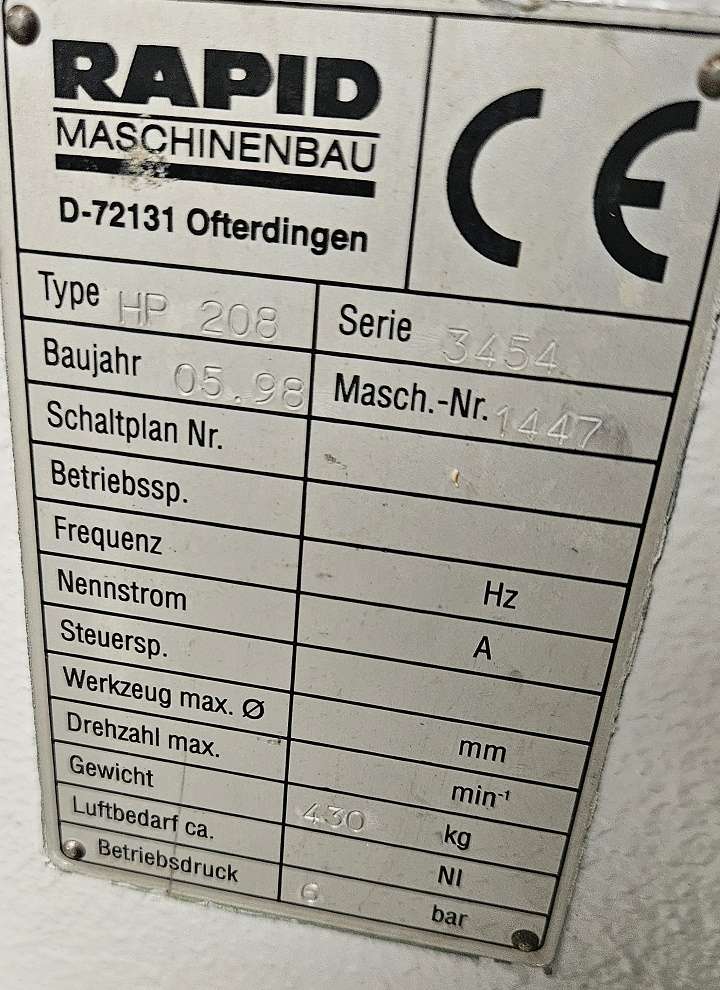 RAPID
MASCHINENBAU
D-72131 Ofterdingen
CE
Type HP 208 Serie 3454
Baujahr 05.98 Masch.-Nr. 1447
Schaltplan Nr.
Betriebssp.
Frequenz Hz
Nennstrom A
Steuersp.
Werkzeug max. Ø mm
Drehzahl max. min⁻¹
Gewicht 430 kg
Luftbedarf ca. Nl
Betriebsdruck 6 bar